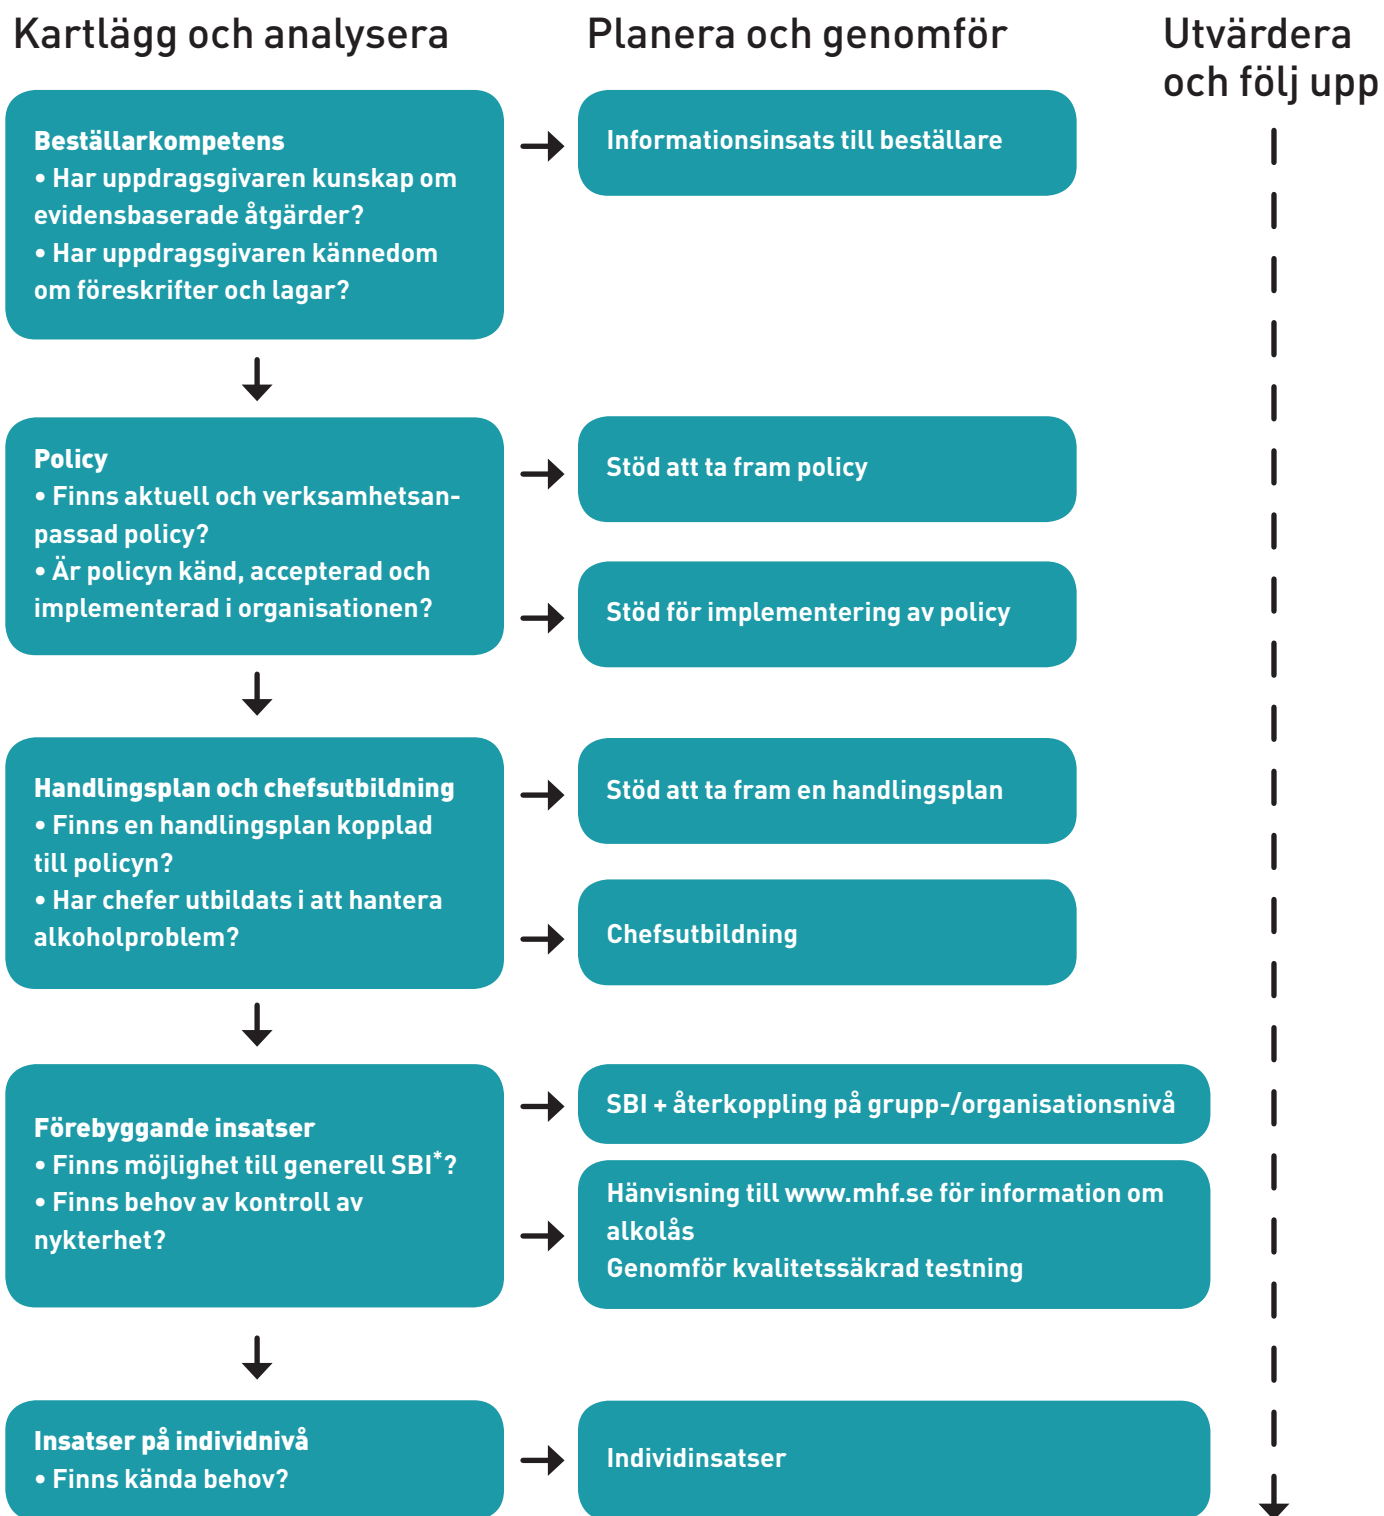 Kartlägg och analysera
Planera och genomför
Utvärdera
och följ upp
Beställarkompetens
• Har uppdragsgivaren kunskap om
evidensbaserade åtgärder?
• Har uppdragsgivaren kännedom
om föreskrifter och lagar?
Informationsinsats till beställare
Policy
• Finns aktuell och verksamhetsan-
passad policy?
• Är policyn känd, accepterad och
implementerad i organisationen?
Stöd att ta fram policy
Stöd för implementering av policy
Handlingsplan och chefsutbildning
• Finns en handlingsplan kopplad
till policyn?
• Har chefer utbildats i att hantera
alkoholproblem?
Stöd att ta fram en handlingsplan
Chefsutbildning
Förebyggande insatser
• Finns möjlighet till generell SBI*?
• Finns behov av kontroll av
nykterhet?
SBI + återkoppling på grupp-/organisationsnivå
Hänvisning till www.mhf.se för information om
alkolås
Genomför kvalitetssäkrad testning
Insatser på individnivå
• Finns kända behov?
Individinsatser